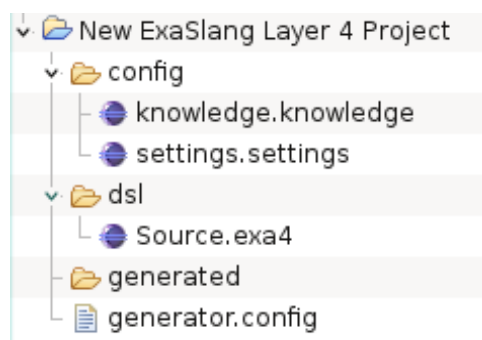 New ExaSlang Layer 4 Project
config
knowledge.knowledge
settings.settings
dsl
Source.exa4
generated
generator.config